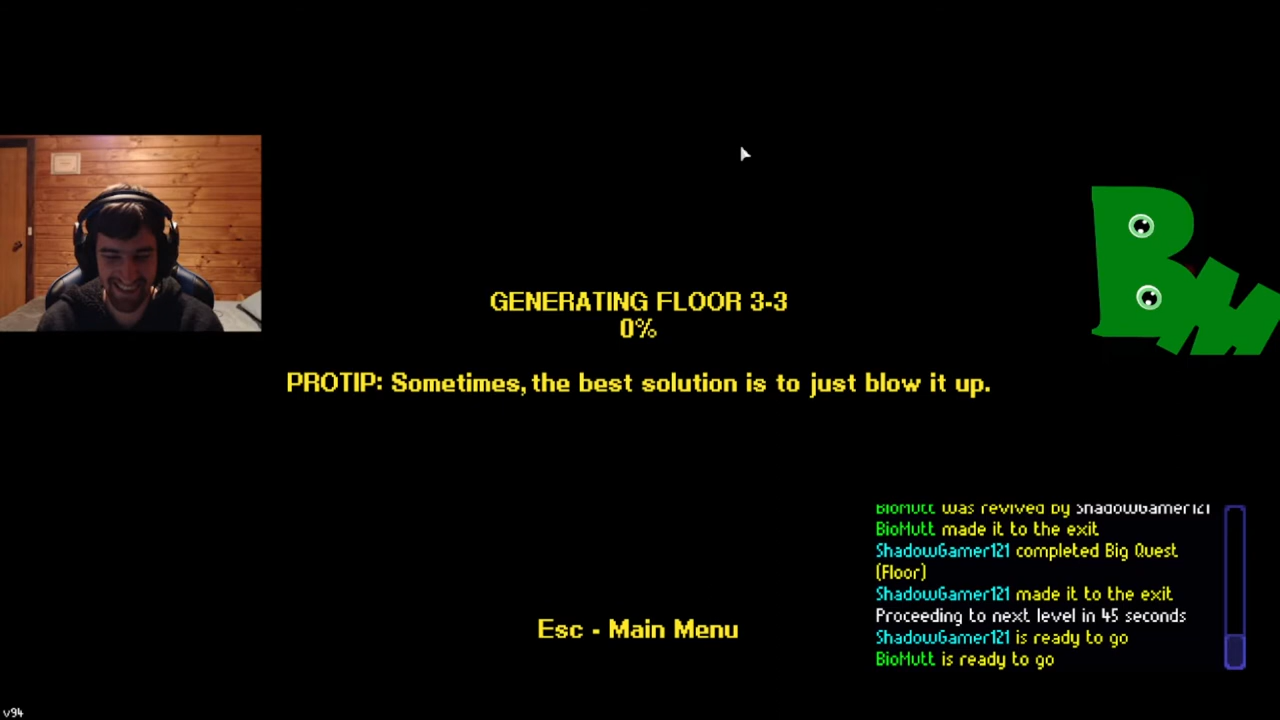 GENERATING FLOOR 3-3
0%
PROTIP: Sometimes, the best solution is to just blow it up.
BM
BioMutt was revived by ShadowGamer121
BioMutt made it to the exit
ShadowGamer121 completed Big Quest
(Floor)
ShadowGamer121 made it to the exit
Proceeding to next level in 45 seconds
ShadowGamer121 is ready to go
BioMutt is ready to go
Esc - Main Menu
v94